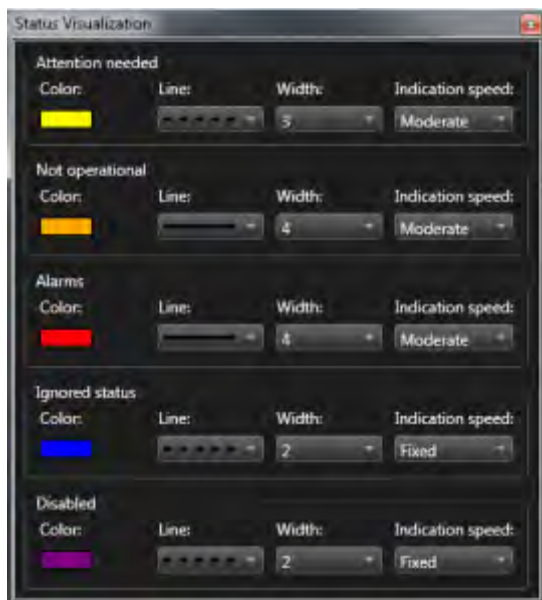 Status Visualization
Attention needed
Color: Line: Width: Indication speed:
3 Moderate
Not operational
Color: Line: Width: Indication speed:
4 Moderate
Alarms
Color: Line: Width: Indication speed:
4 Moderate
Ignored status
Color: Line: Width: Indication speed:
2 Fixed
Disabled
Color: Line: Width: Indication speed:
2 Fixed